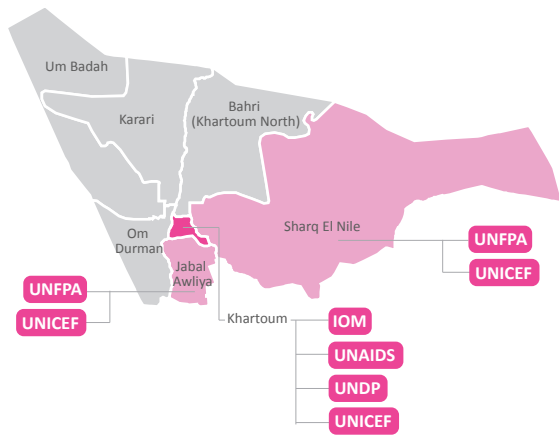 Um Badah
Karari
Bahri
(Khartoum North)
Om
Durman
Sharq El Nile
Jabal
Awliya
UNFPA
UNICEF
UNFPA
UNICEF
Khartoum
IOM
UNAIDS
UNDP
UNICEF